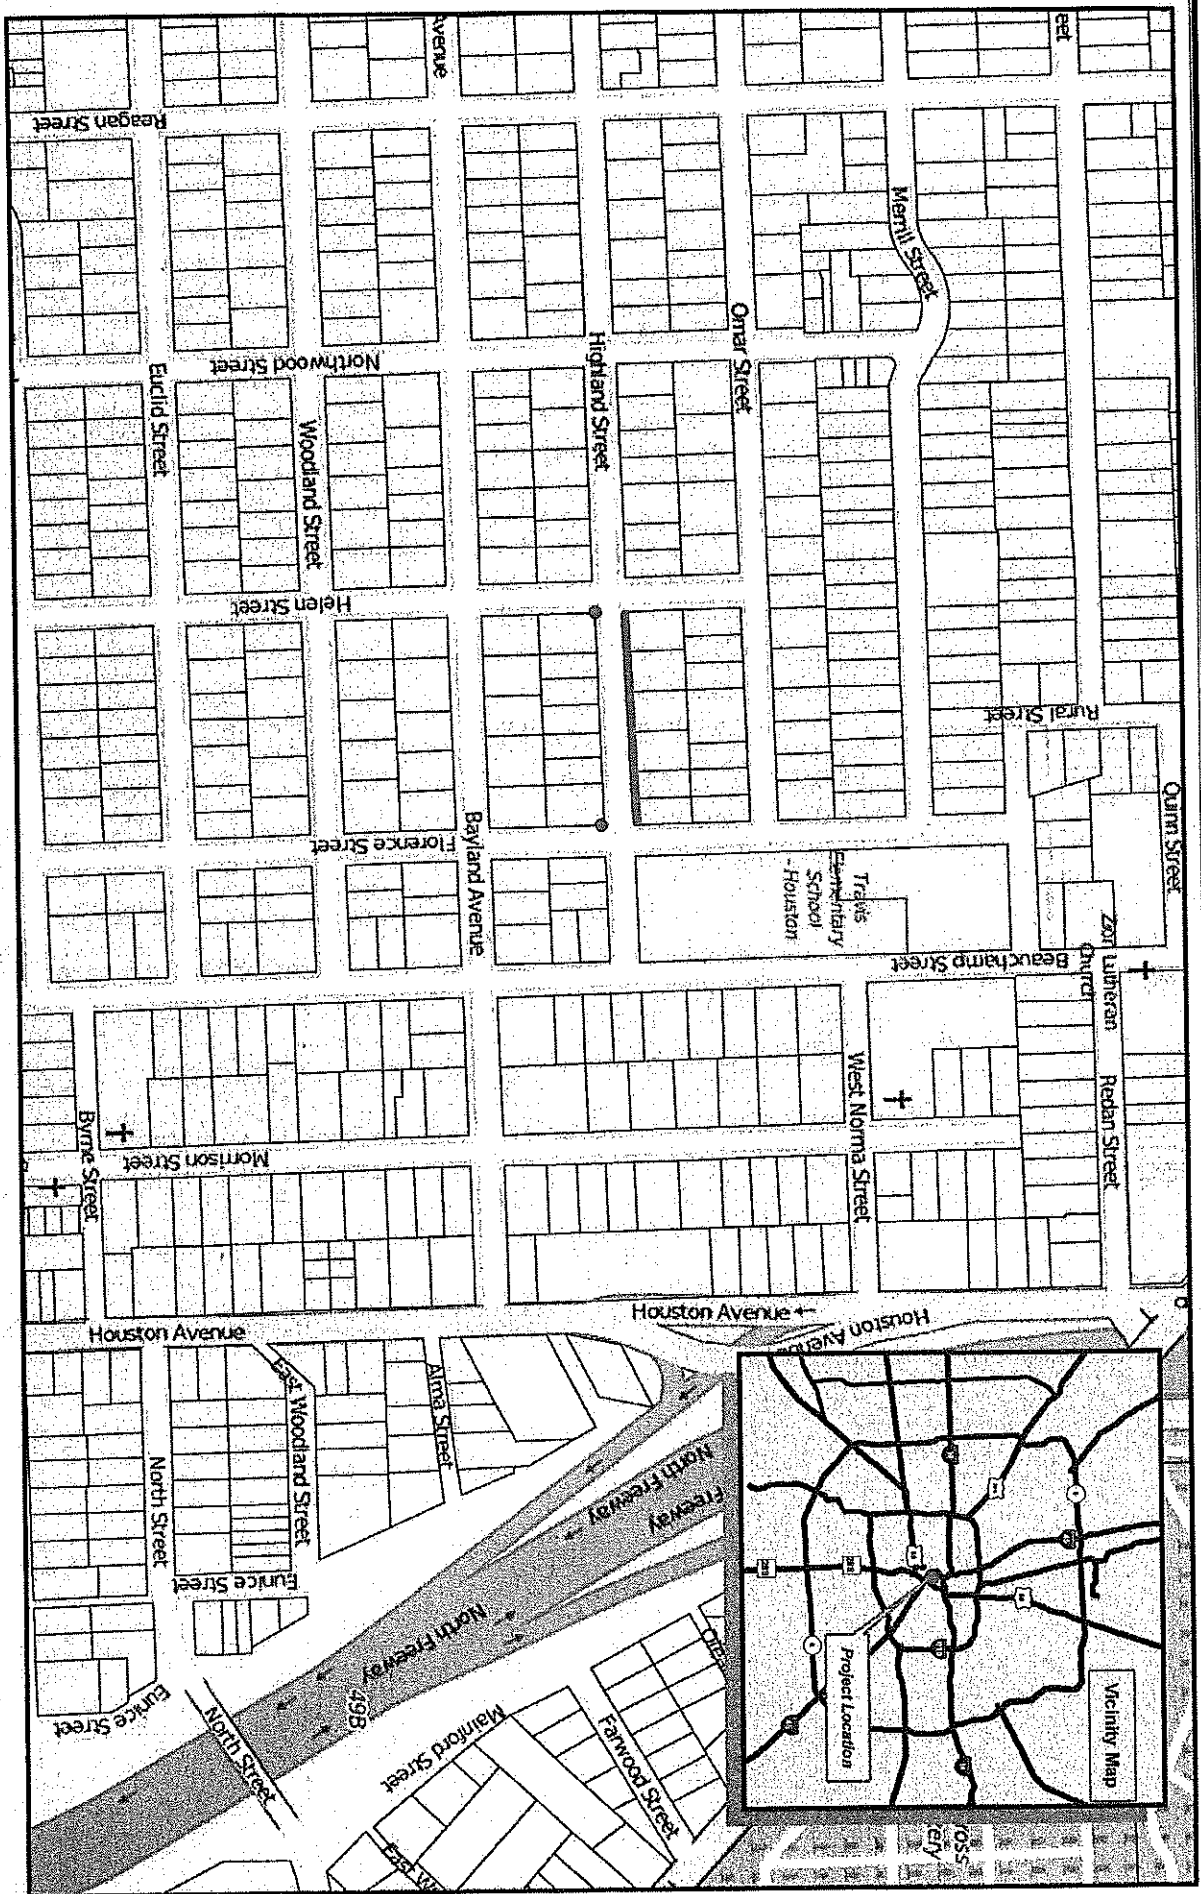 Reagan Street
Avenue
eet
Merrill Street
Omar Street
Highland Street
Northwood Street
Euclid Street
Woodland Street
Helen Street
Rural Street
Quinn Street
Bayland Avenue
Florence Street
Travis
Elementary
School
-Houston
Zion Lutheran
Church
Beauchamp Street
Redan Street
West Norma Street
Morrison Street
Byrne Street
Houston Avenue
Houston Avenue
Houston Avenue
Alma Street
East Woodland Street
North Street
Eunice Street
North Freeway
Freeway
North Freeway
49B
Eunice Street
North Street
Mainford Street
Farwood Street
East W
ross
ery
Vicinity Map
Project Location